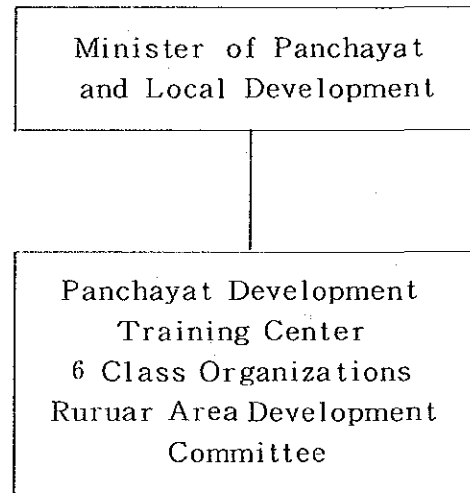 Minister of Panchayat
and Local Development
Panchayat Development
Training Center
6 Class Organizations
Ruruar Area Development
Committee